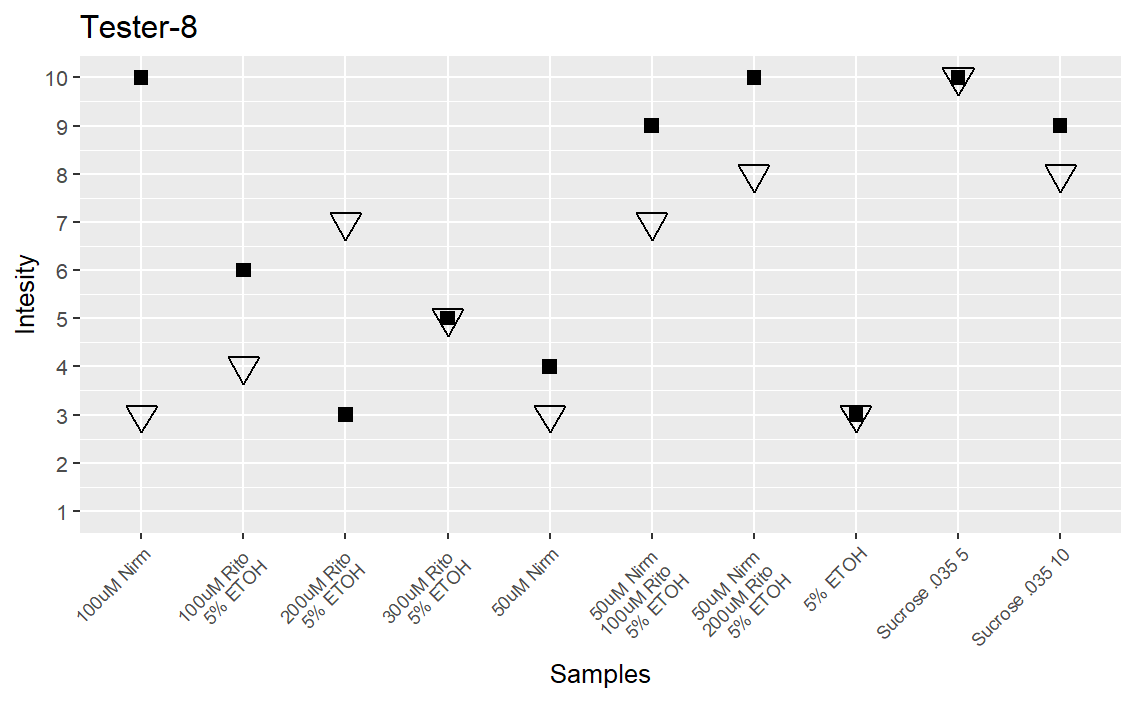 Tester-8
Intesity
10
9
8
7
6
5
4
3
2
1
100uM Nirm
100uM Rito
5% ETOH
200uM Rito
5% ETOH
300uM Rito
5% ETOH
50uM Nirm
50uM Nirm
100uM Rito
5% ETOH
50uM Nirm
200uM Rito
5% ETOH
5% ETOH
Sucrose .035 5
Sucrose .035 10
Samples